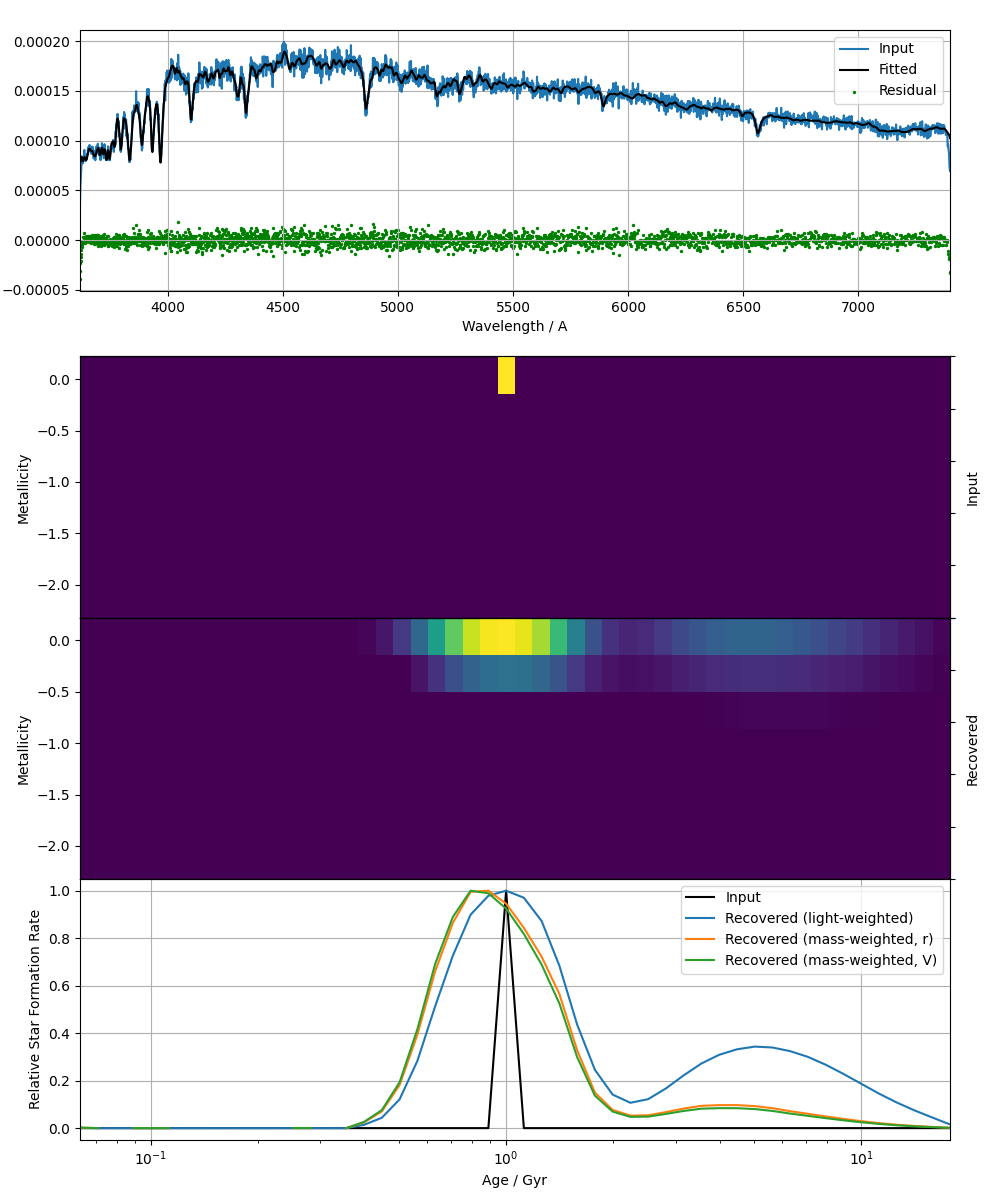 0.00020
0.00015
0.00010
0.00005
0.00000
−0.00005
Input
Fitted
Residual
4000 4500 5000 5500 6000 6500 7000
Wavelength / A
0.0
−0.5
−1.0
−1.5
−2.0
Metallicity
Input
0.0
−0.5
−1.0
−1.5
−2.0
Metallicity
Recovered
1.0
0.8
0.6
0.4
0.2
0.0
Relative Star Formation Rate
Input
Recovered (light-weighted)
Recovered (mass-weighted, r)
Recovered (mass-weighted, V)
10⁻¹ 10⁰ 10¹
Age / Gyr